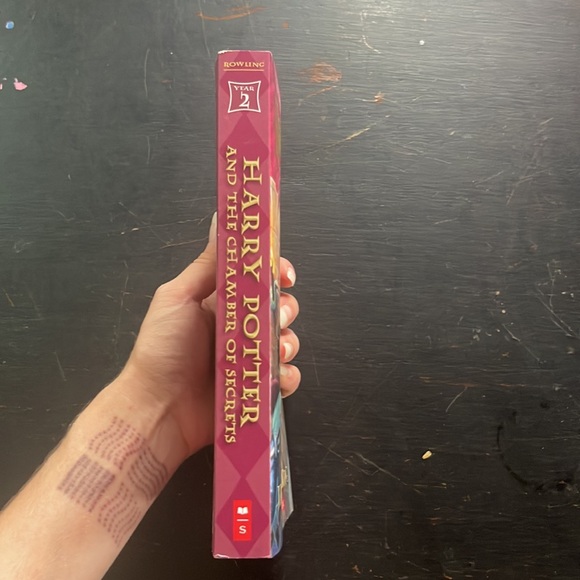 ROWLING
YEAR
2
HARRY POTTER
AND THE CHAMBER OF SECRETS
S